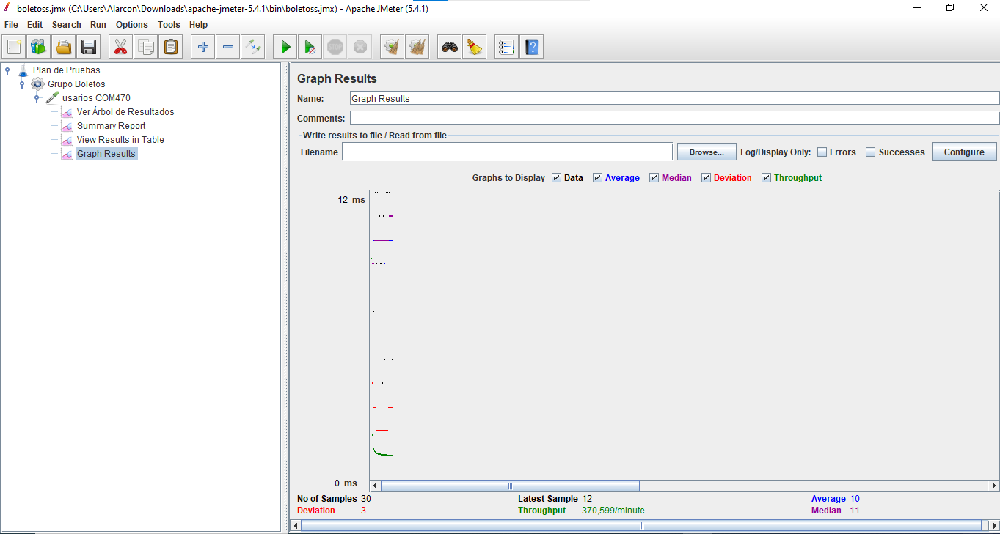 boletoss.jmx (C:\Users\Alarcon\Downloads\apache-jmeter-5.4.1\bin\boletoss.jmx) - Apache JMeter (5.4.1)
File Edit Search Run Options Tools Help
STOP
Plan de Pruebas
Grupo Boletos
usarios COM470
Ver Árbol de Resultados
Summary Report
View Results in Table
Graph Results
Graph Results
Name: Graph Results
Comments:
Write results to file / Read from file
Filename Browse... Log/Display Only: Errors Successes Configure
Graphs to Display Data Average Median Deviation Throughput
12 ms
0 ms
No of Samples 30 Latest Sample 12 Average 10
Deviation 3 Throughput 370,599/minute Median 11